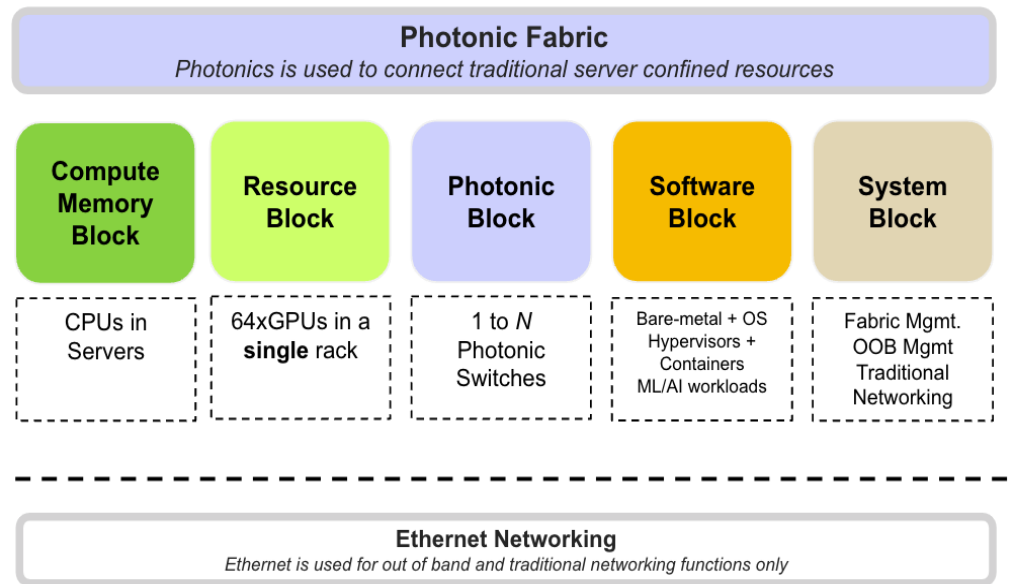 Photonic Fabric
Photonics is used to connect traditional server confined resources
Compute
Memory
Block
Resource
Block
Photonic
Block
Software
Block
System
Block
CPUs in
Servers
64xGPUs in a
single rack
1 to N
Photonic
Switches
Bare-metal + OS
Hypervisors +
Containers
ML/AI workloads
Fabric Mgmt.
OOB Mgmt
Traditional
Networking
Ethernet Networking
Ethernet is used for out of band and traditional networking functions only